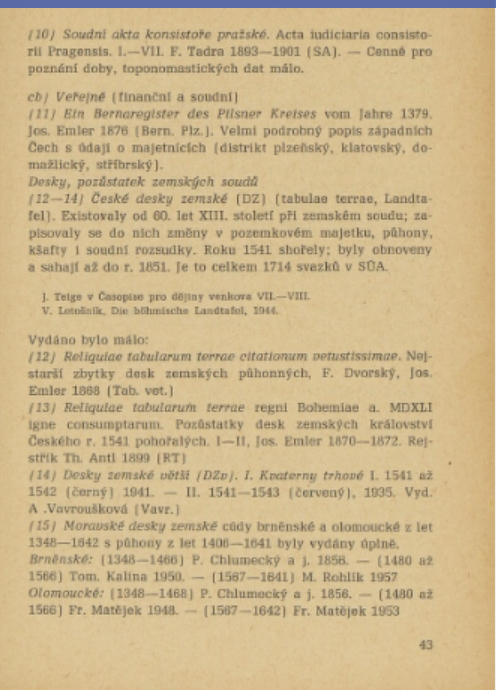 (10) Soudní akta konsistoře pražské. Acta iudiciaria consisto-
rii Pragensis. I.—VII. F. Tadra 1893—1901 (SA). — Cenné pro
poznání doby, toponomastických dat málo.
cb) Veřejné (finanční a soudní)
(11) Ein Bernaregister des Pilsner Kreises vom Jahre 1379.
Jos. Emler 1876 (Bern. Plz.). Velmi podrobný popis západních
Čech s údaji o majetnících (distrikt plzeňský, klatovský, do-
mažlický, stříbrský).
Desky, pozůstatek zemských soudů
(12—14) České desky zemské (DZ) (tabulae terrae, Landta-
fel). Existovaly od 60. let XIII. století při zemském soudu; za-
pisovaly se do nich změny v pozemkovém majetku, půhony,
kšafty i soudní rozsudky. Roku 1541 shořely; byly obnoveny
a sahají až do r. 1851. Je to celkem 1714 svazků v SÚA.
J. Teige v Časopise pro dějiny venkova VII.—VIII.
V. Letošník, Die böhmische Landtafel, 1944.
Vydáno bylo málo:
(12) Reliquiae tabularum terrae citationum vetustissimae. Nej-
starší zbytky desk zemských půhonných, F. Dvorský, Jos.
Emler 1868 (Tab. vet.)
(13) Reliquiae tabularum terrae regni Bohemiae a. MDXLI
igne consumptarum. Pozůstatky desk zemských království
Českého r. 1541 pohořalých. I—II, Jos. Emler 1870—1872. Rej-
střík Th. Antl 1899 (RT)
(14) Desky zemské větší (DZv). I. Kvaterny trhové I. 1541 až
1542 (černý) 1941. — II. 1541—1543 (červený), 1935. Vyd.
A .Vavroušková (Vavr.)
(15) Moravské desky zemské cúdy brněnské a olomoucké z let
1348—1642 s půhony z let 1406—1641 byly vydány úplně.
Brněnské: (1348—1466) P. Chlumecký a j. 1856. — (1480 až
1566) Tom. Kalina 1950. — (1567—1641) M. Rohlík 1957
Olomoucké: (1348—1468) P. Chlumecký a j. 1856. — (1480 až
1566) Fr. Matějek 1948. — (1567—1642) Fr. Matějek 1953
43